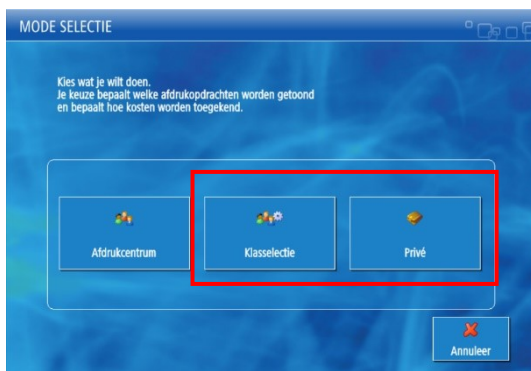 MODE SELECTIE
Kies wat je wilt doen.
Je keuze bepaalt welke afdrukopdrachten worden getoond
en bepaalt hoe kosten worden toegekend.
Afdrukcentrum
Klasselectie
Privé
Annuleer